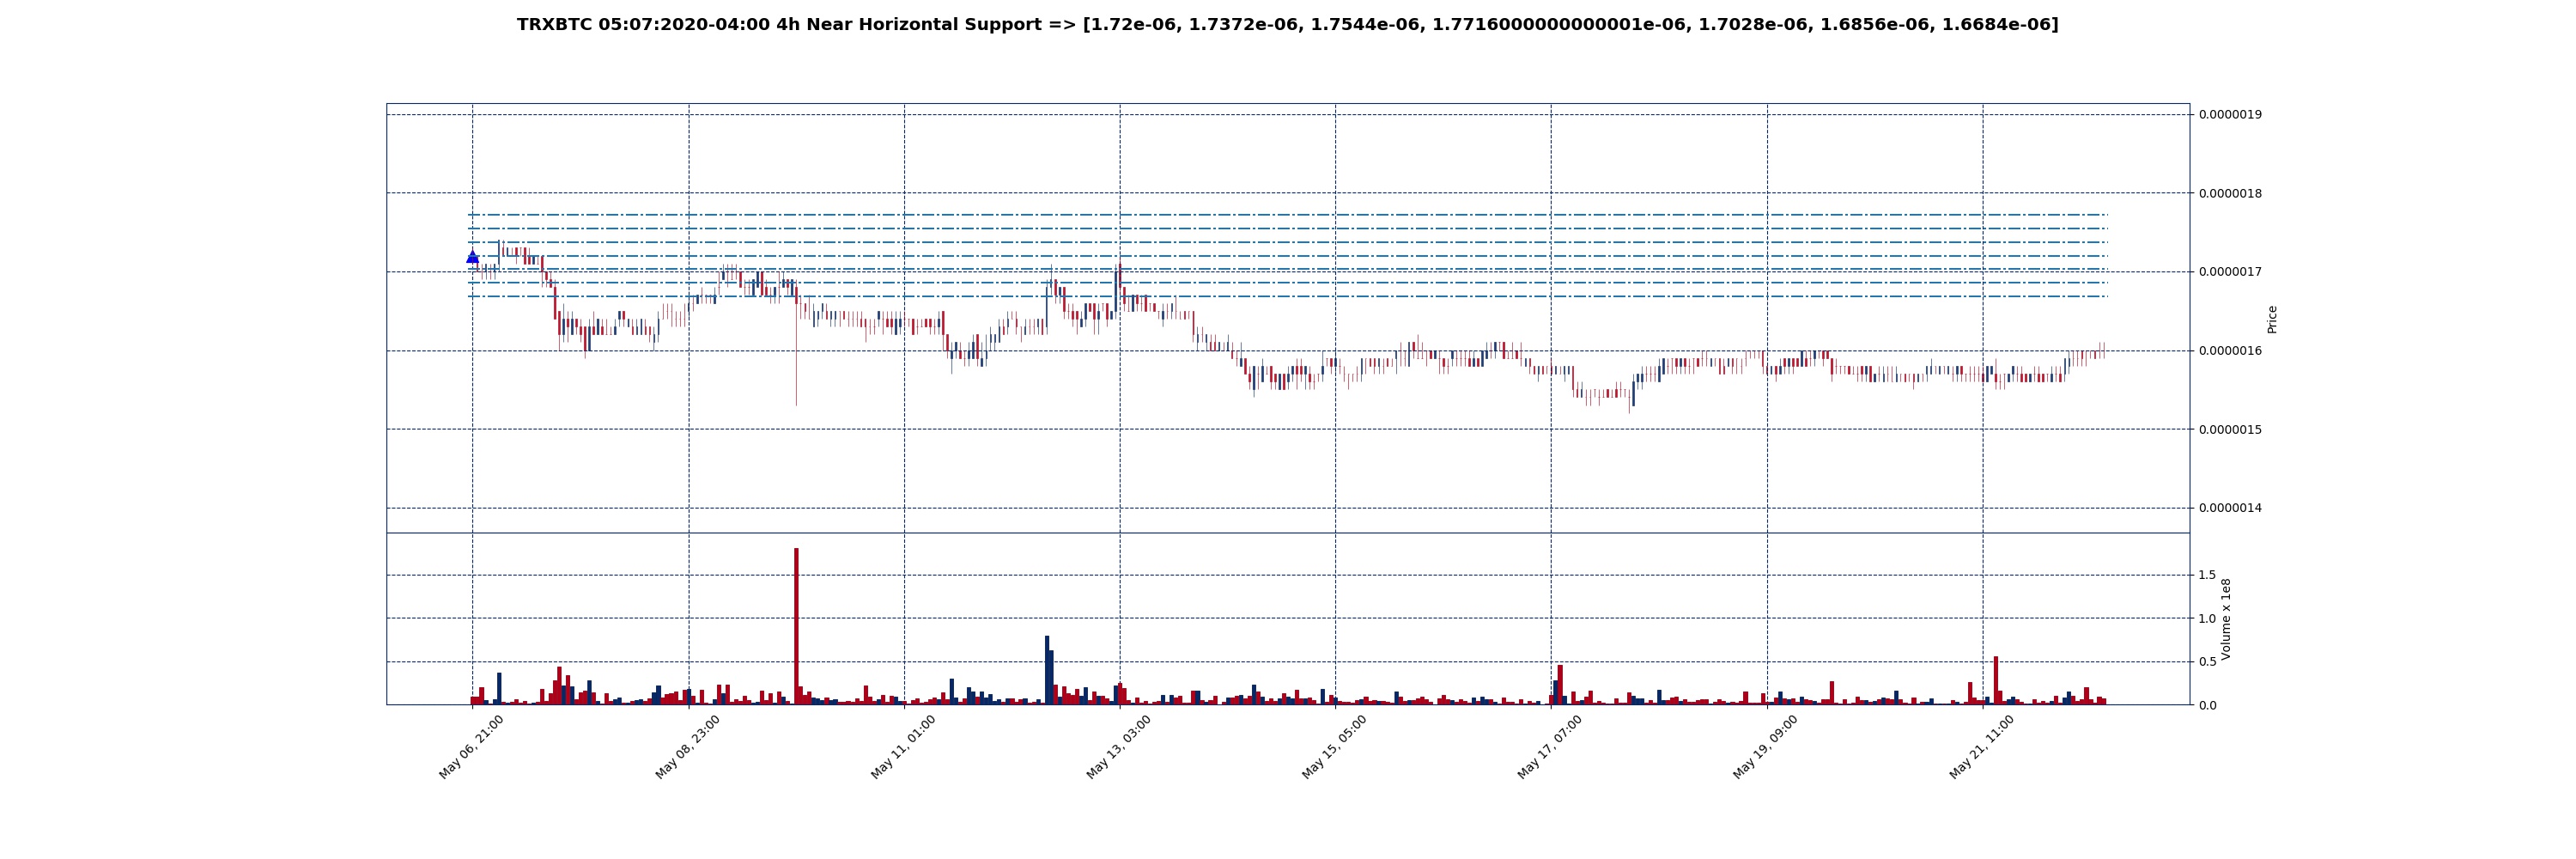 TRXBTC 05:07:2020-04:00 4h Near Horizontal Support => [1.72e-06, 1.7372e-06, 1.7544e-06, 1.7716000000000001e-06, 1.7028e-06, 1.6856e-06, 1.6684e-06]
0.0000019
0.0000018
0.0000017
0.0000016
0.0000015
0.0000014
Price
1.5
1.0
0.5
0.0
Volume x 1e8
May 06, 21:00
May 08, 23:00
May 11, 01:00
May 13, 03:00
May 15, 05:00
May 17, 07:00
May 19, 09:00
May 21, 11:00